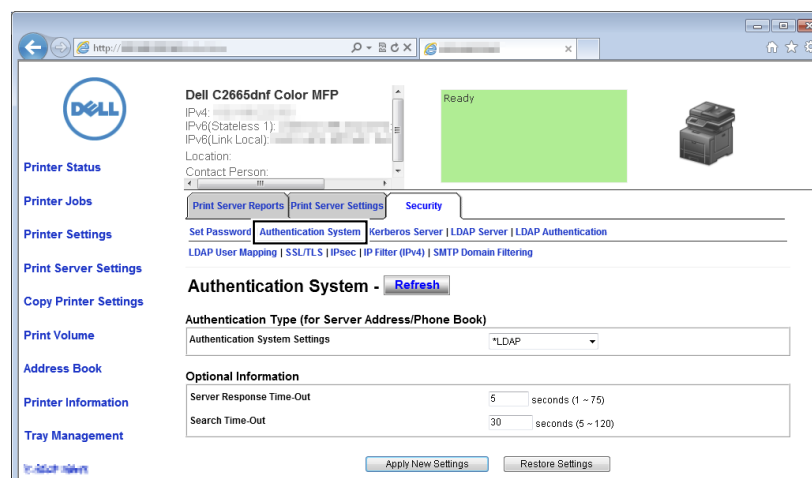 http://
DELL
Dell C2665dnf Color MFP
IPv4:
IPv6(Stateless 1):
IPv6(Link Local):
Location:
Contact Person:
Ready
Printer Status
Printer Jobs
Printer Settings
Print Server Settings
Copy Printer Settings
Print Volume
Address Book
Printer Information
Tray Management
Print Server Reports Print Server Settings Security
Set Password Authentication System Kerberos Server | LDAP Server | LDAP Authentication
LDAP User Mapping | SSL/TLS | IPsec | IP Filter (IPv4) | SMTP Domain Filtering
Authentication System - Refresh
Authentication Type (for Server Address/Phone Book)
Authentication System Settings *LDAP
Optional Information
Server Response Time-Out 5 seconds (1 ~ 75)
Search Time-Out 30 seconds (5 ~ 120)
Apply New Settings Restore Settings